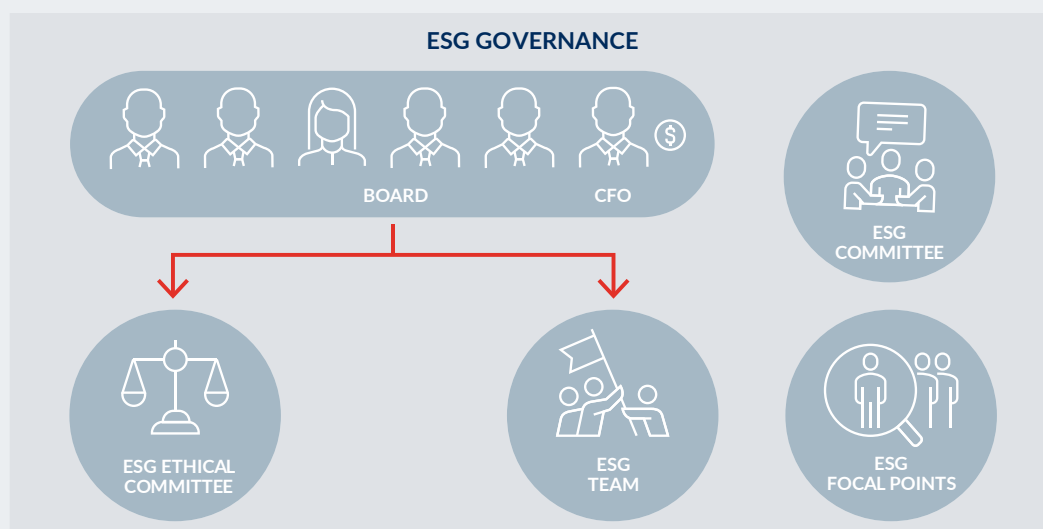 ESG GOVERNANCE
BOARD
CFO
$
ESG
COMMITTEE
ESG ETHICAL
COMMITTEE
ESG
TEAM
ESG
FOCAL POINTS